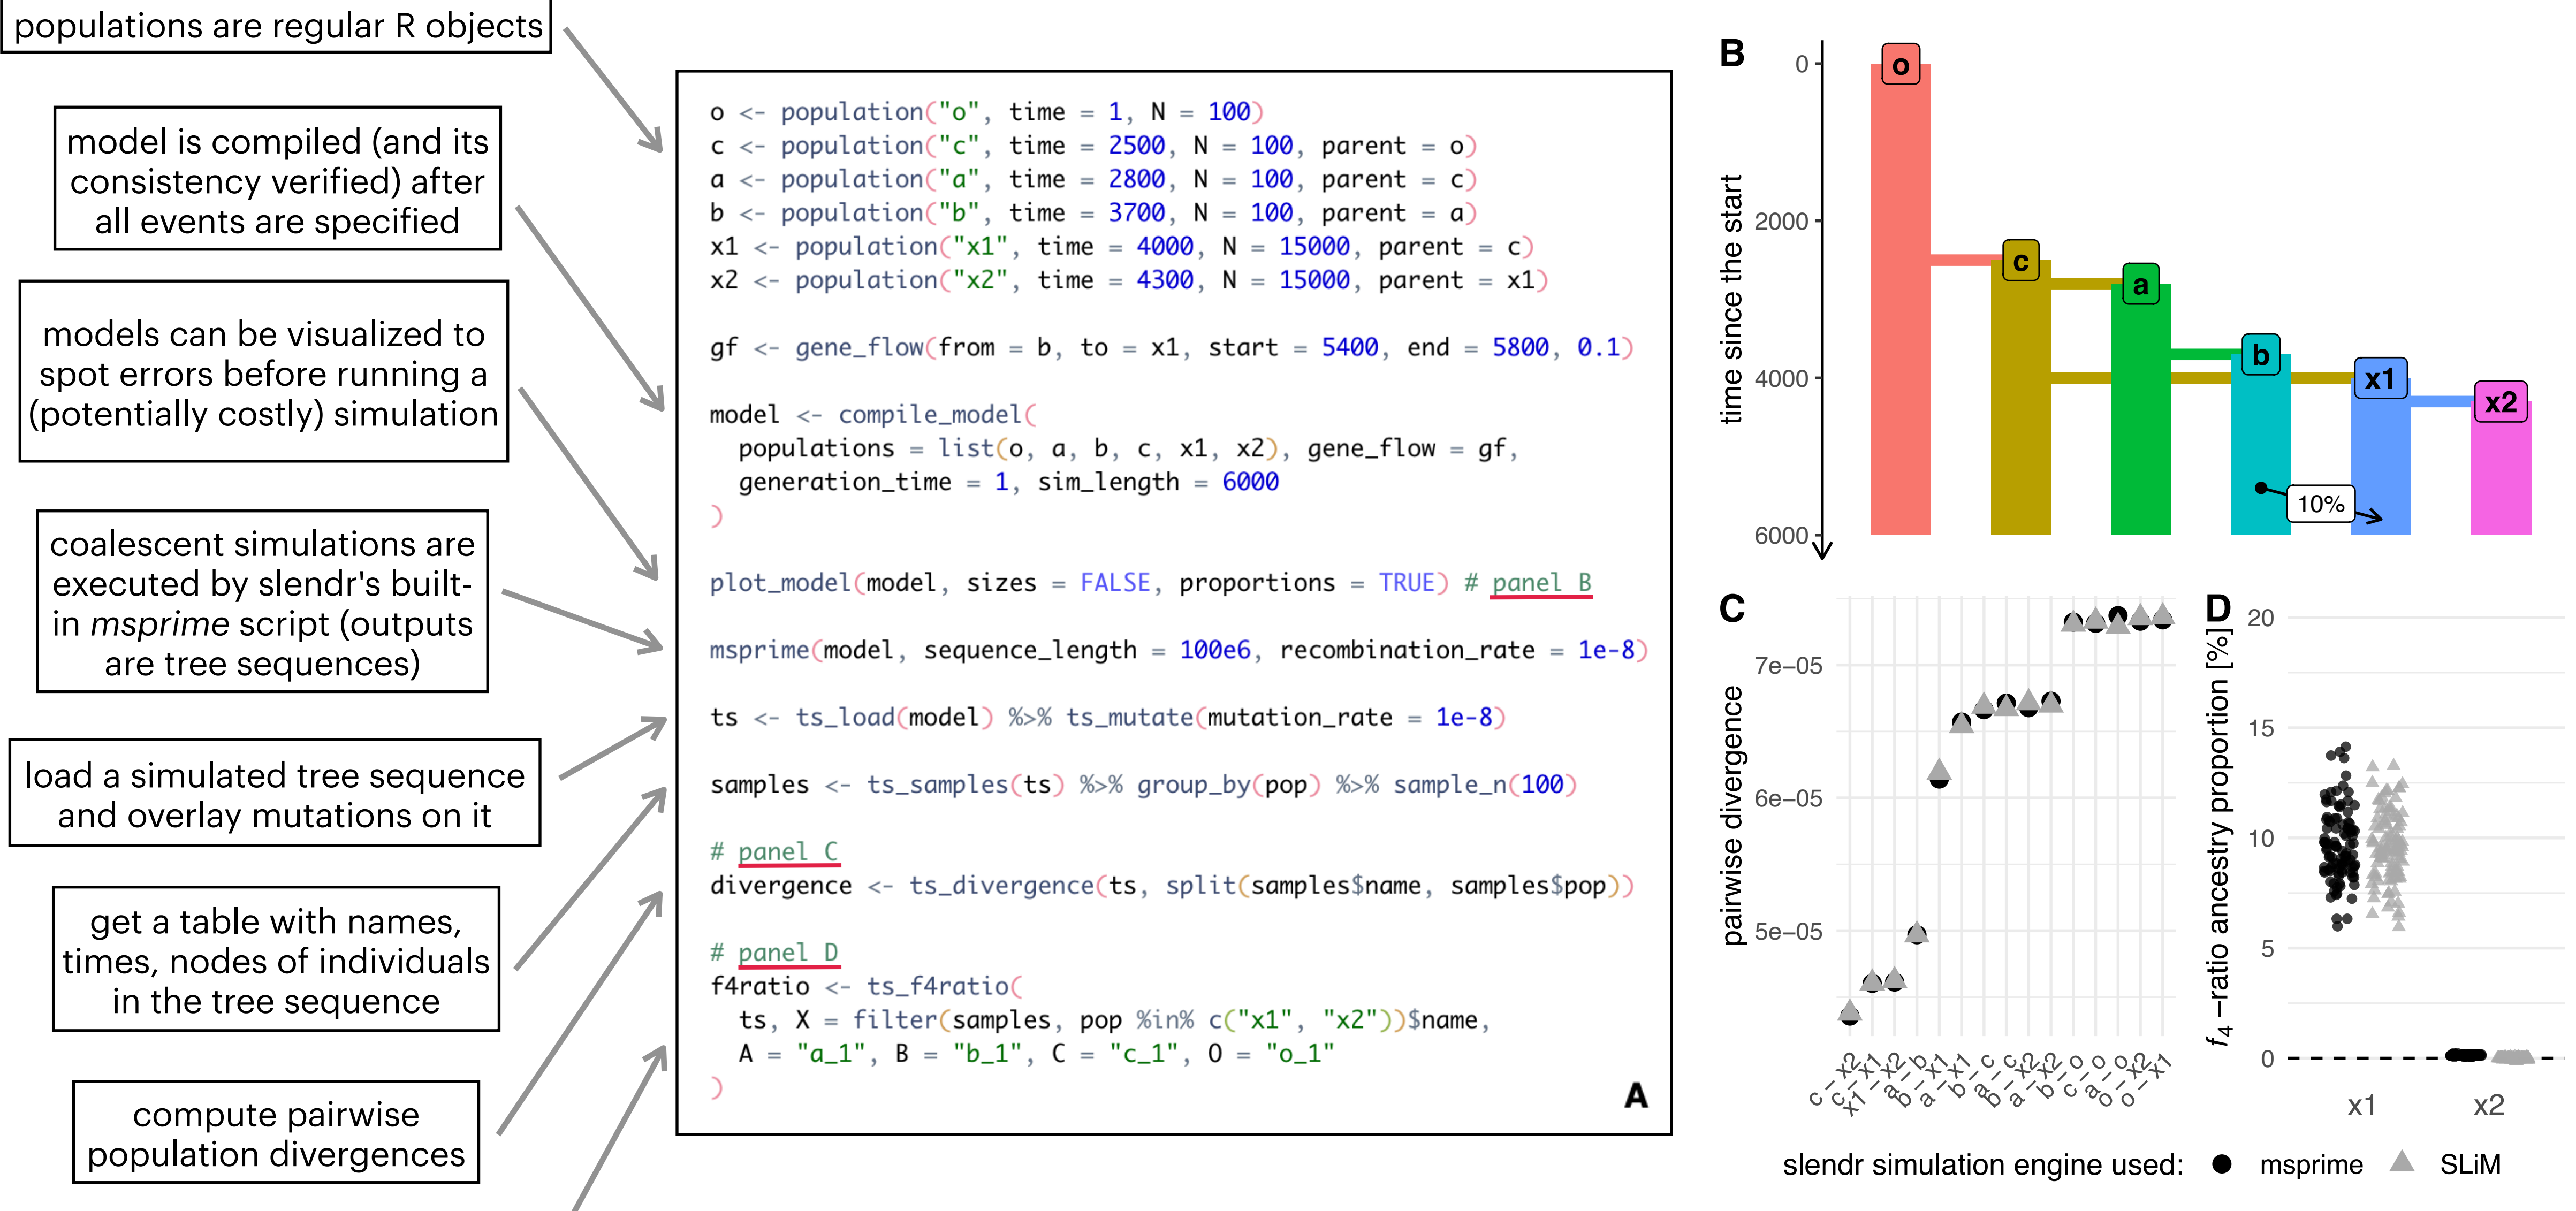 populations are regular R objects
model is compiled (and its
consistency verified) after
all events are specified
models can be visualized to
spot errors before running a
(potentially costly) simulation
coalescent simulations are
executed by slendr's built-
in msprime script (outputs
are tree sequences)
load a simulated tree sequence
and overlay mutations on it
get a table with names,
times, nodes of individuals
in the tree sequence
compute pairwise
population divergences
o <- population("o", time = 1, N = 100)
c <- population("c", time = 2500, N = 100, parent = o)
a <- population("a", time = 2800, N = 100, parent = c)
b <- population("b", time = 3700, N = 100, parent = a)
x1 <- population("x1", time = 4000, N = 15000, parent = c)
x2 <- population("x2", time = 4300, N = 15000, parent = x1)
gf <- gene_flow(from = b, to = x1, start = 5400, end = 5800, 0.1)
model <- compile_model(
populations = list(o, a, b, c, x1, x2), gene_flow = gf,
generation_time = 1, sim_length = 6000
)
plot_model(model, sizes = FALSE, proportions = TRUE) # panel B
msprime(model, sequence_length = 100e6, recombination_rate = 1e-8)
ts <- ts_load(model) %>% ts_mutate(mutation_rate = 1e-8)
samples <- ts_samples(ts) %>% group_by(pop) %>% sample_n(100)
# panel C
divergence <- ts_divergence(ts, split(samples$name, samples$pop))
# panel D
f4ratio <- ts_f4ratio(
ts, X = filter(samples, pop %in% c("x1", "x2"))$name,
A = "a_1", B = "b_1", C = "c_1", O = "o_1"
)
A
B
time since the start
0
2000
4000
6000
o
c
a
b
x1
x2
10%
C
pairwise divergence
7e−05
6e−05
5e−05
c − x2
c − x1
x1 − x2
a − b
b − x1
a − x1
b − c
a − c
b − x2
a − x2
b − o
c − o
a − o
o − x2
o − x1
D
f4 −ratio ancestry proportion [%]
20
15
10
5
0
x1
x2
slendr simulation engine used: msprime SLiM